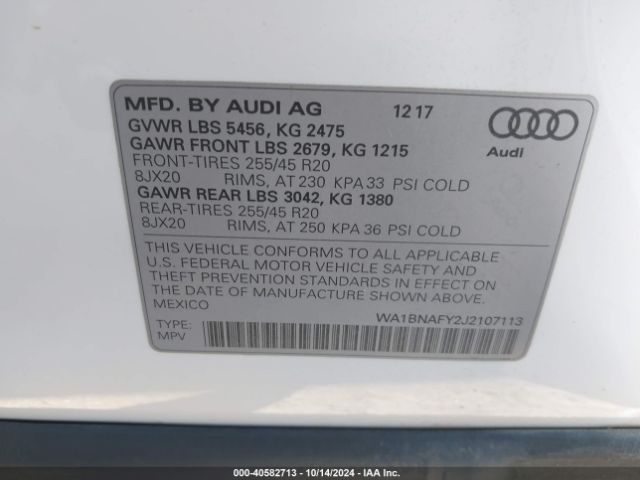 MFD. BY AUDI AG 12 17
GVWR LBS 5456, KG 2475
GAWR FRONT LBS 2679, KG 1215
FRONT-TIRES 255/45 R20
8JX20 RIMS, AT 230 KPA 33 PSI COLD
GAWR REAR LBS 3042, KG 1380
REAR-TIRES 255/45 R20
8JX20 RIMS, AT 250 KPA 36 PSI COLD
Audi
THIS VEHICLE CONFORMS TO ALL APPLICABLE
U.S. FEDERAL MOTOR VEHICLE SAFETY AND
THEFT PREVENTION STANDARDS IN EFFECT ON
THE DATE OF MANUFACTURE SHOWN ABOVE.
MEXICO
WA1BNAFY2J2107113
TYPE:
MPV
000-40582713 - 10/14/2024 - IAAI.com